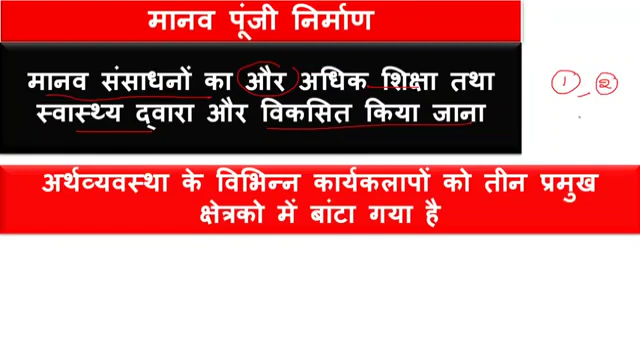 मानव पूंजी निर्माण
मानव संसाधनों का और अधिक शिक्षा तथा
स्वास्थ्य द्वारा और विकसित किया जाना
1, 2
अर्थव्यवस्था के विभिन्न कार्यकलापों को तीन प्रमुख
क्षेत्रको में बांटा गया है